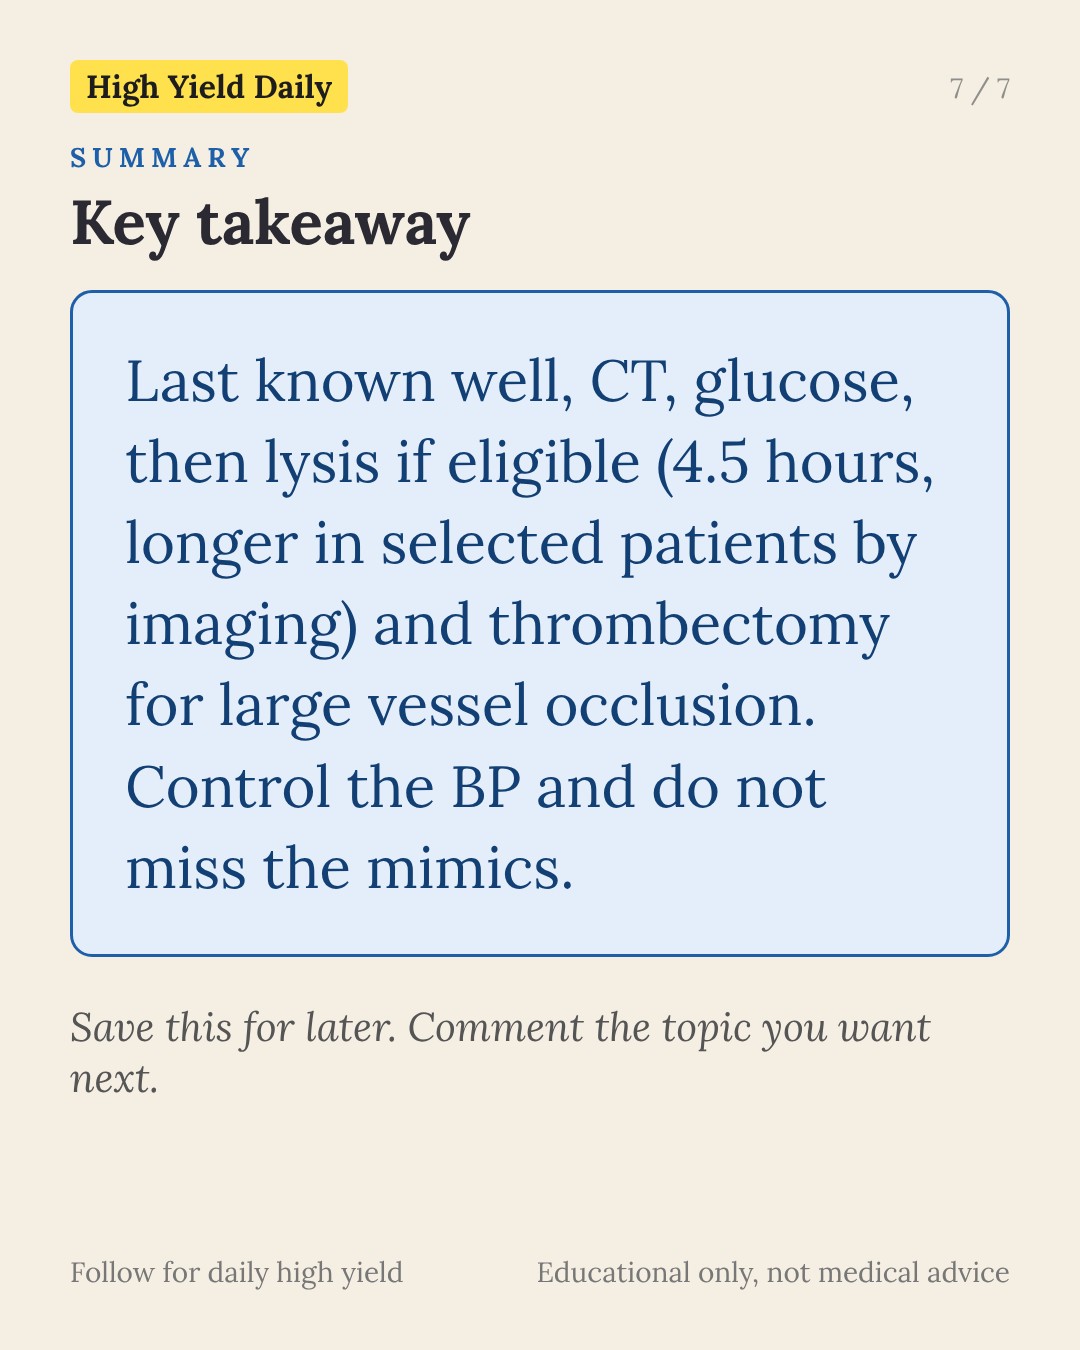 High Yield Daily
7 / 7
SUMMARY
Key takeaway
Last known well, CT, glucose,
then lysis if eligible (4.5 hours,
longer in selected patients by
imaging) and thrombectomy
for large vessel occlusion.
Control the BP and do not
miss the mimics.
Save this for later. Comment the topic you want
next.
Follow for daily high yield
Educational only, not medical advice